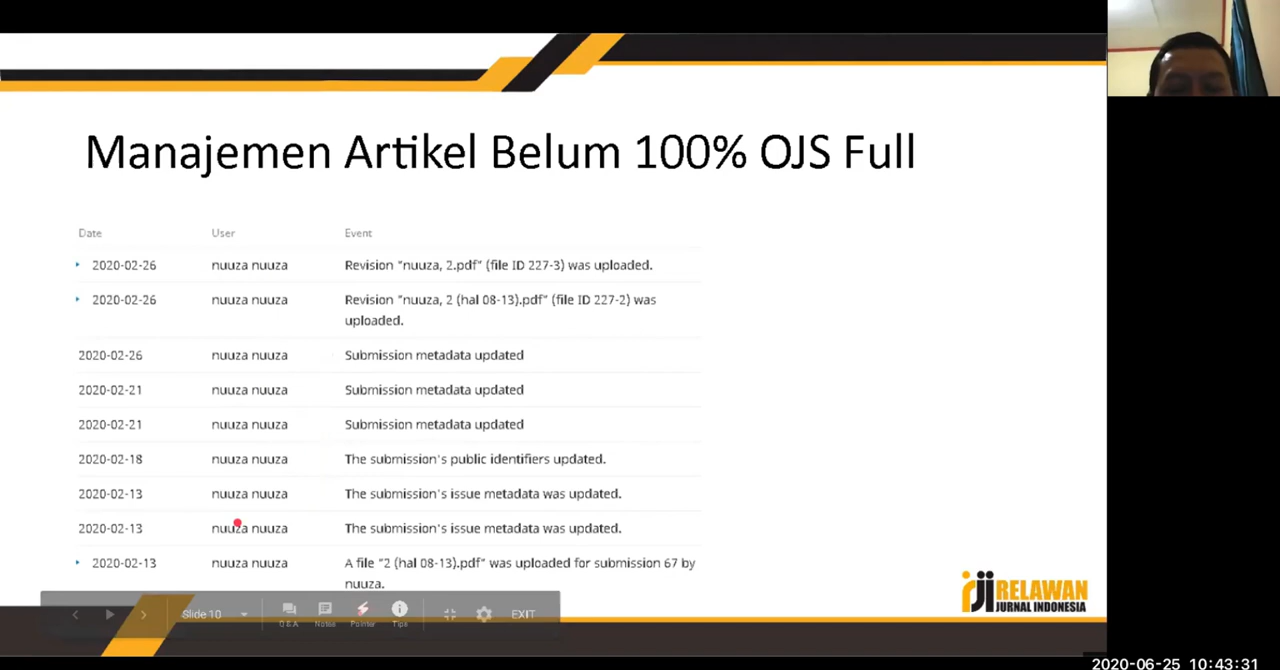 Manajemen Artikel Belum 100% OJS Full
Date User Event
2020-02-26 nuuza nuuza Revision "nuuza, 2.pdf" (file ID 227-3) was uploaded.
2020-02-26 nuuza nuuza Revision "nuuza, 2 (hal 08-13).pdf" (file ID 227-2) was
uploaded.
2020-02-26 nuuza nuuza Submission metadata updated
2020-02-21 nuuza nuuza Submission metadata updated
2020-02-21 nuuza nuuza Submission metadata updated
2020-02-18 nuuza nuuza The submission's public identifiers updated.
2020-02-13 nuuza nuuza The submission's issue metadata was updated.
2020-02-13 nuuza nuuza The submission's issue metadata was updated.
2020-02-13 nuuza nuuza A file "2 (hal 08-13).pdf" was uploaded for submission 67 by
nuuza.
rji RELAWAN
JURNAL INDONESIA
Slide 10 EXIT
Q&A Notes Pointer Tips
2020-06-25 10:43:31